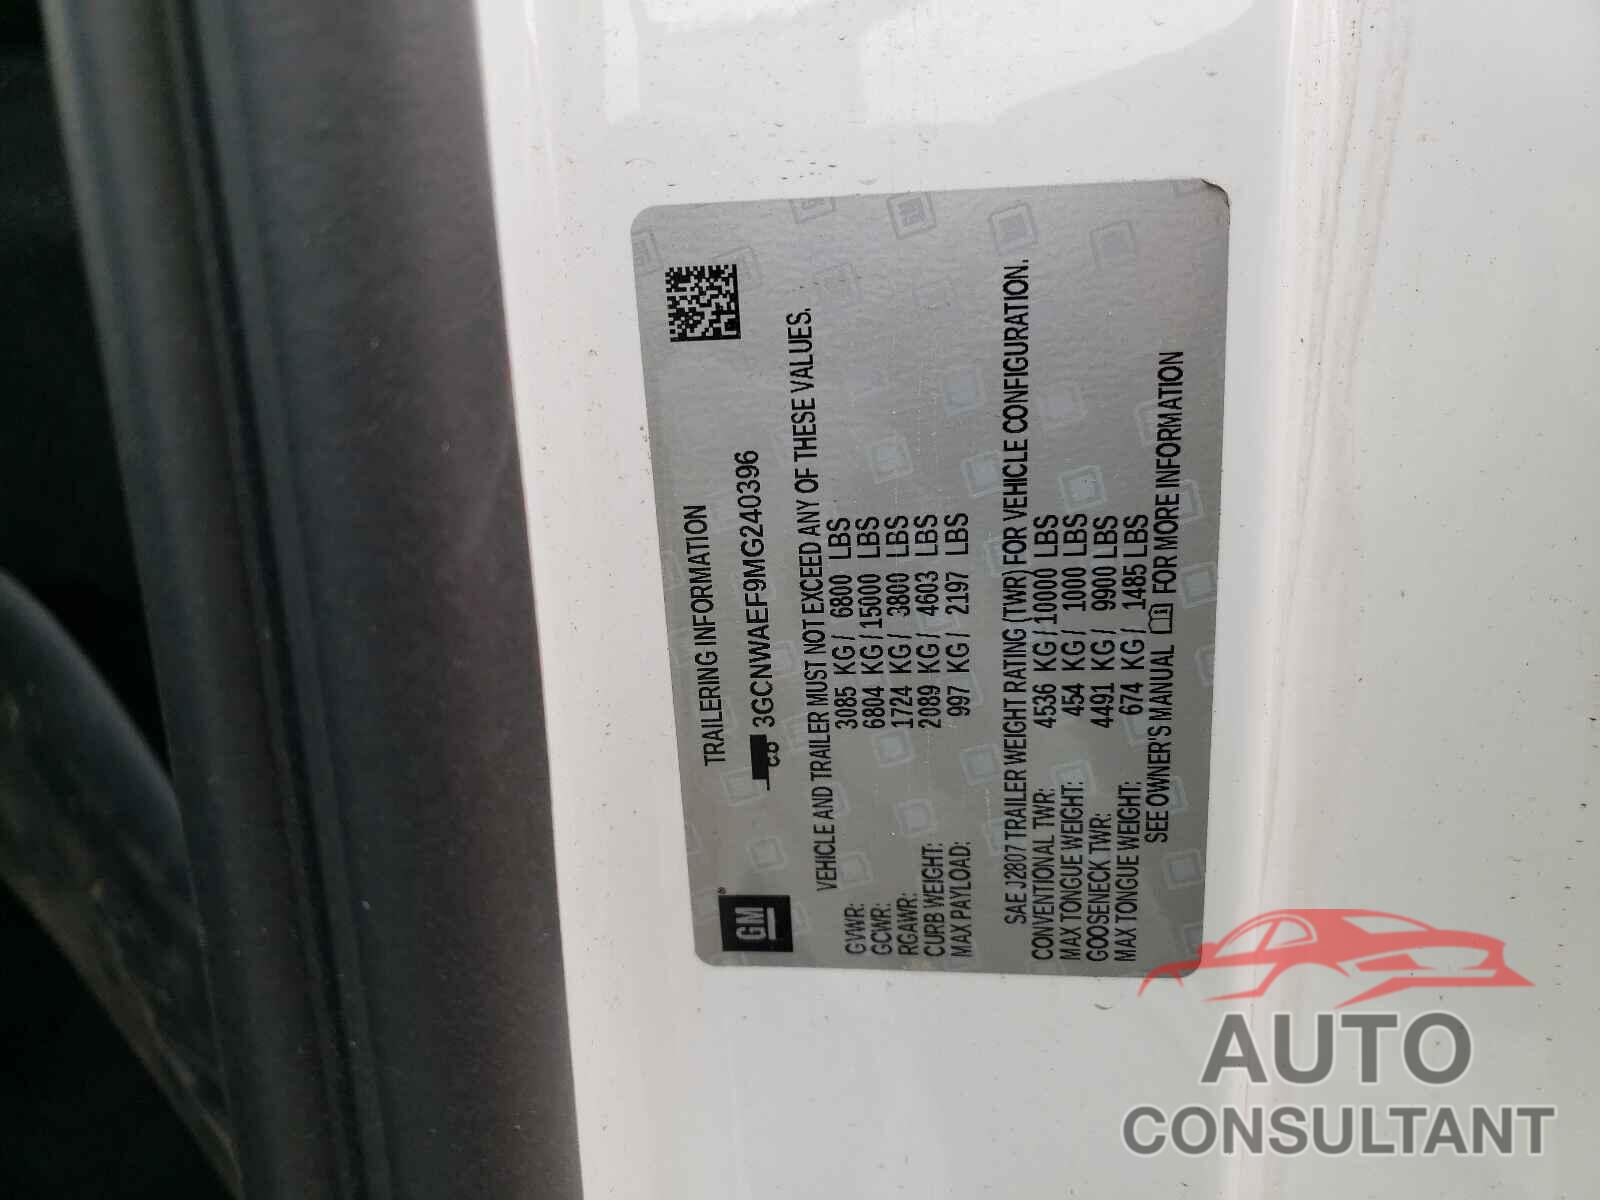 GM
TRAILERING INFORMATION
3GCNWAEF9MG240396
VEHICLE AND TRAILER MUST NOT EXCEED ANY OF THESE VALUES.
GVWR: 3085 KG / 6800 LBS
GCWR: 6804 KG / 15000 LBS
RGAWR: 1724 KG / 3800 LBS
CURB WEIGHT: 2089 KG / 4603 LBS
MAX PAYLOAD: 997 KG / 2197 LBS
SAE J2807 TRAILER WEIGHT RATING (TWR) FOR VEHICLE CONFIGURATION.
CONVENTIONAL TWR: 4536 KG / 10000 LBS
MAX TONGUE WEIGHT: 454 KG / 1000 LBS
GOOSENECK TWR: 4491 KG / 9900 LBS
MAX TONGUE WEIGHT: 674 KG / 1485 LBS
SEE OWNER'S MANUAL FOR MORE INFORMATION
AUTO
CONSULTANT